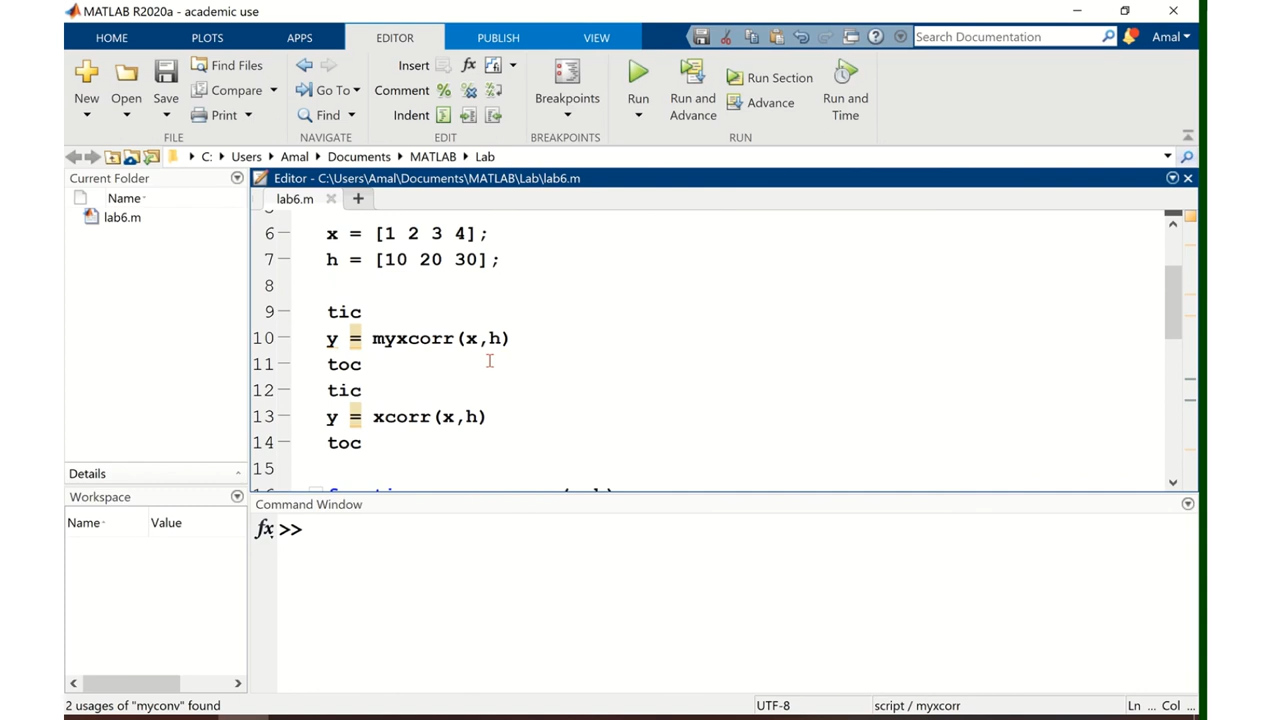 MATLAB R2020a - academic use
HOME PLOTS APPS EDITOR PUBLISH VIEW Search Documentation Amal
Find Files Insert fx Run Section
Compare Go To Comment % Advance
New Open Save Print Find Indent Breakpoints Run Run and Advance Run and Time
FILE NAVIGATE EDIT BREAKPOINTS RUN
C: Users Amal Documents MATLAB Lab
Current Folder
Name
lab6.m
Details
Workspace
Name Value
Editor - C:\Users\Amal\Documents\MATLAB\Lab\lab6.m
lab6.m +
6 x = [1 2 3 4];
7 h = [10 20 30];
8
9 tic
10 y = myxcorr(x,h)
11 toc
12 tic
13 y = xcorr(x,h)
14 toc
15
Command Window
fx >>
2 usages of "myconv" found UTF-8 script / myxcorr Ln ... Col ...